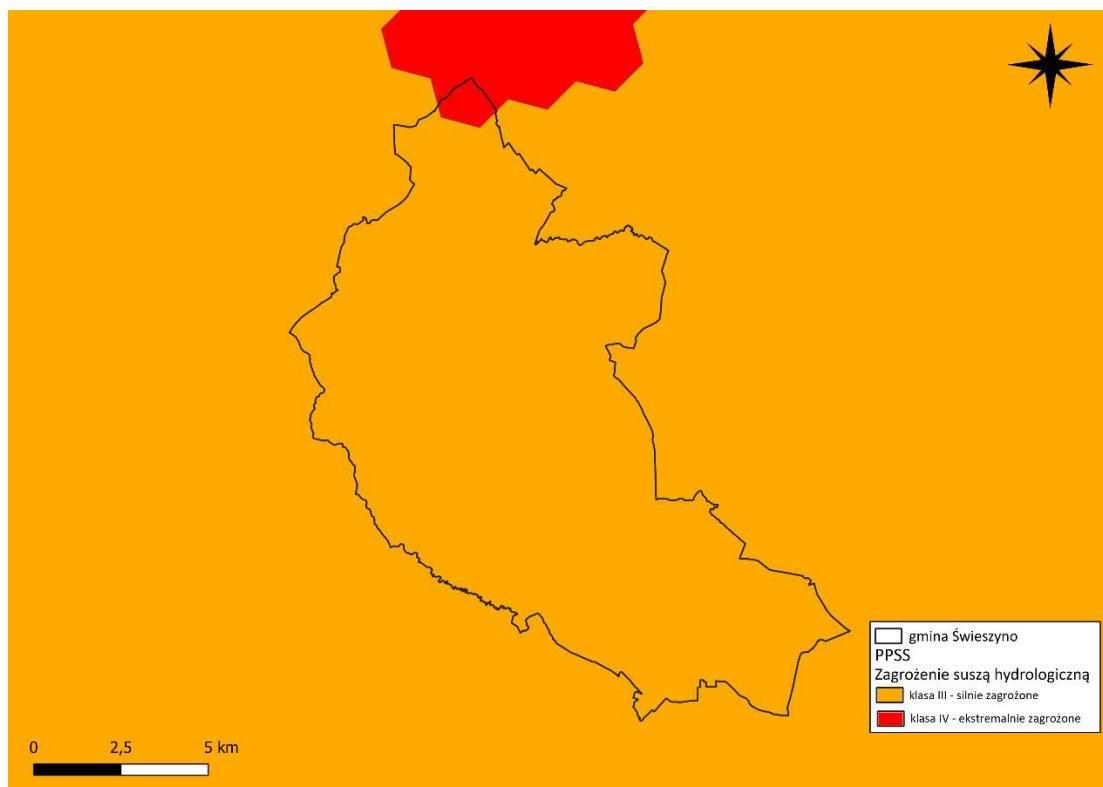 gmina Świeszyno
PPSS
Zagrożenie suszą hydrologiczną
klasa III - silnie zagrożone
klasa IV - ekstremalnie zagrożone
0 2,5 5 km